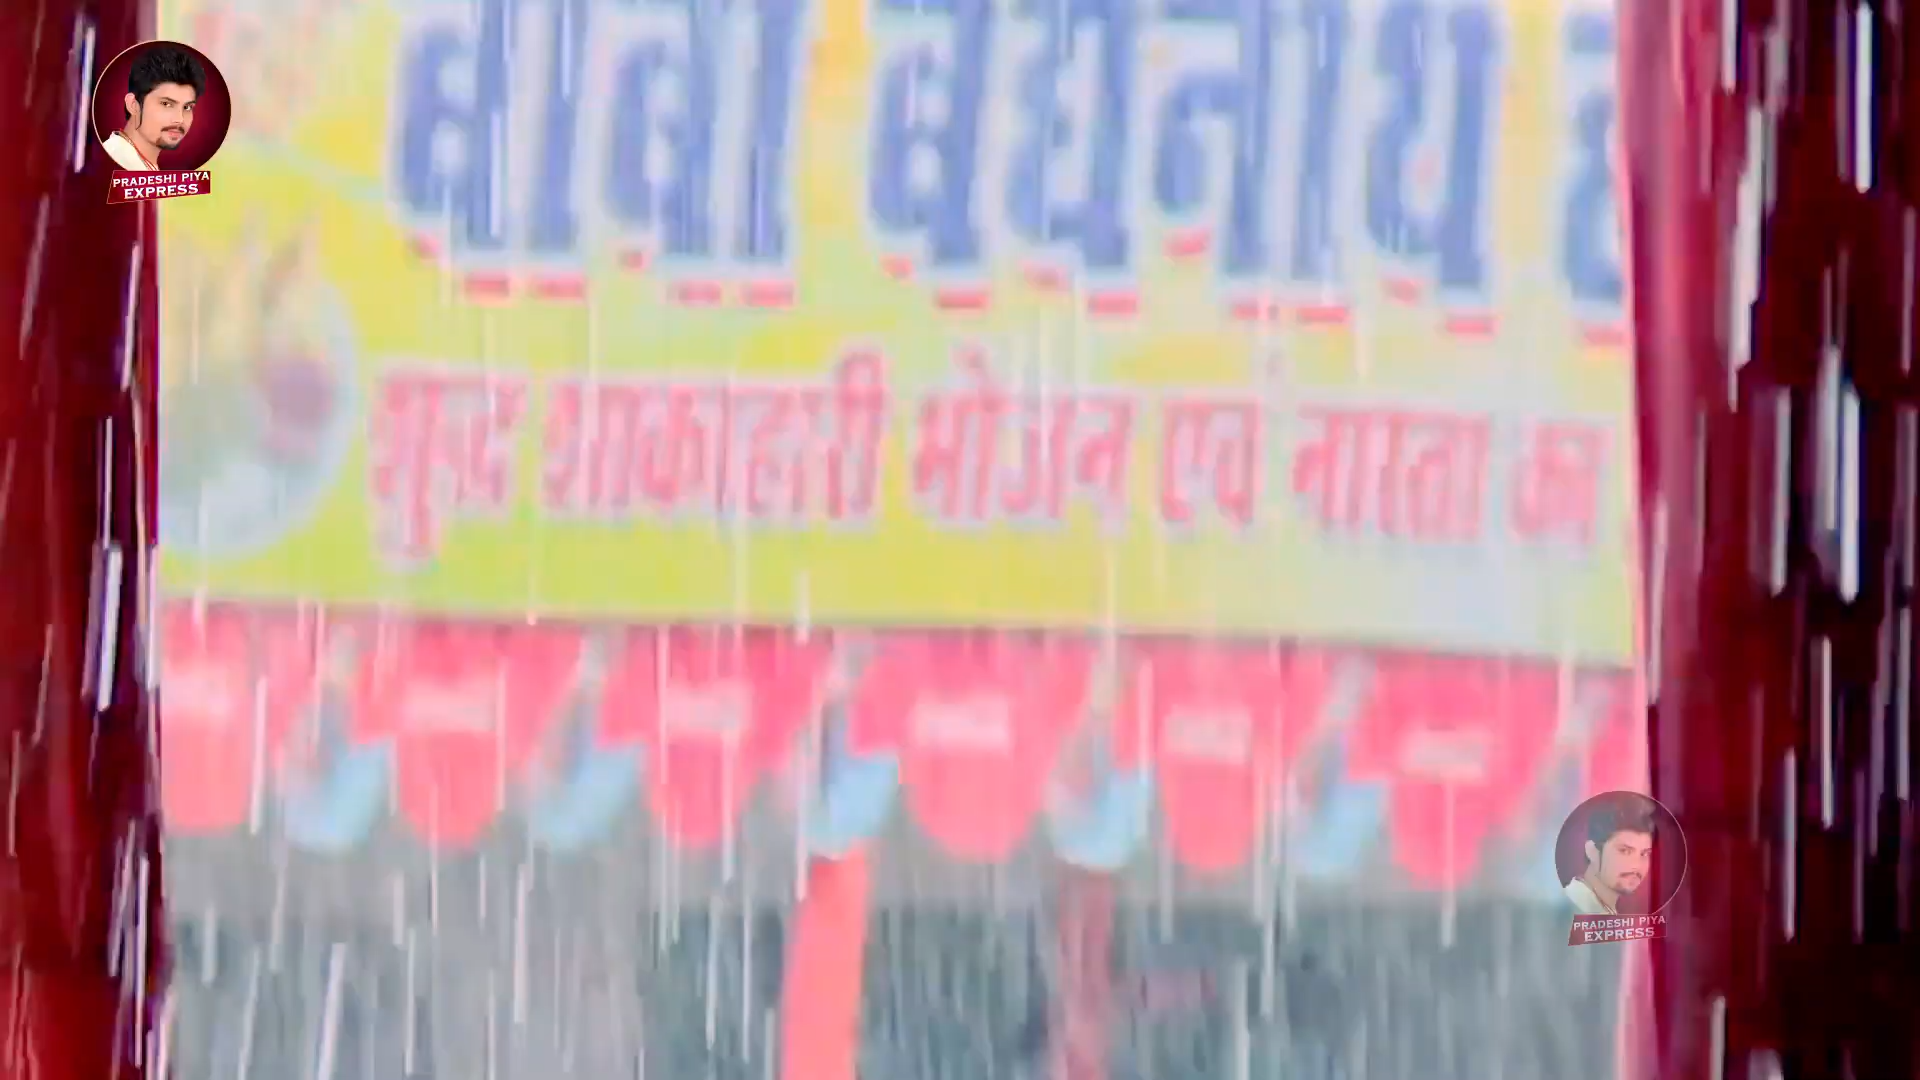 बाबा बैधनाथ
शुद्ध शाकाहारी भोजन एवं नास्ता का
PRADESHI PIYA
EXPRESS
PRADESHI PIYA
EXPRESS